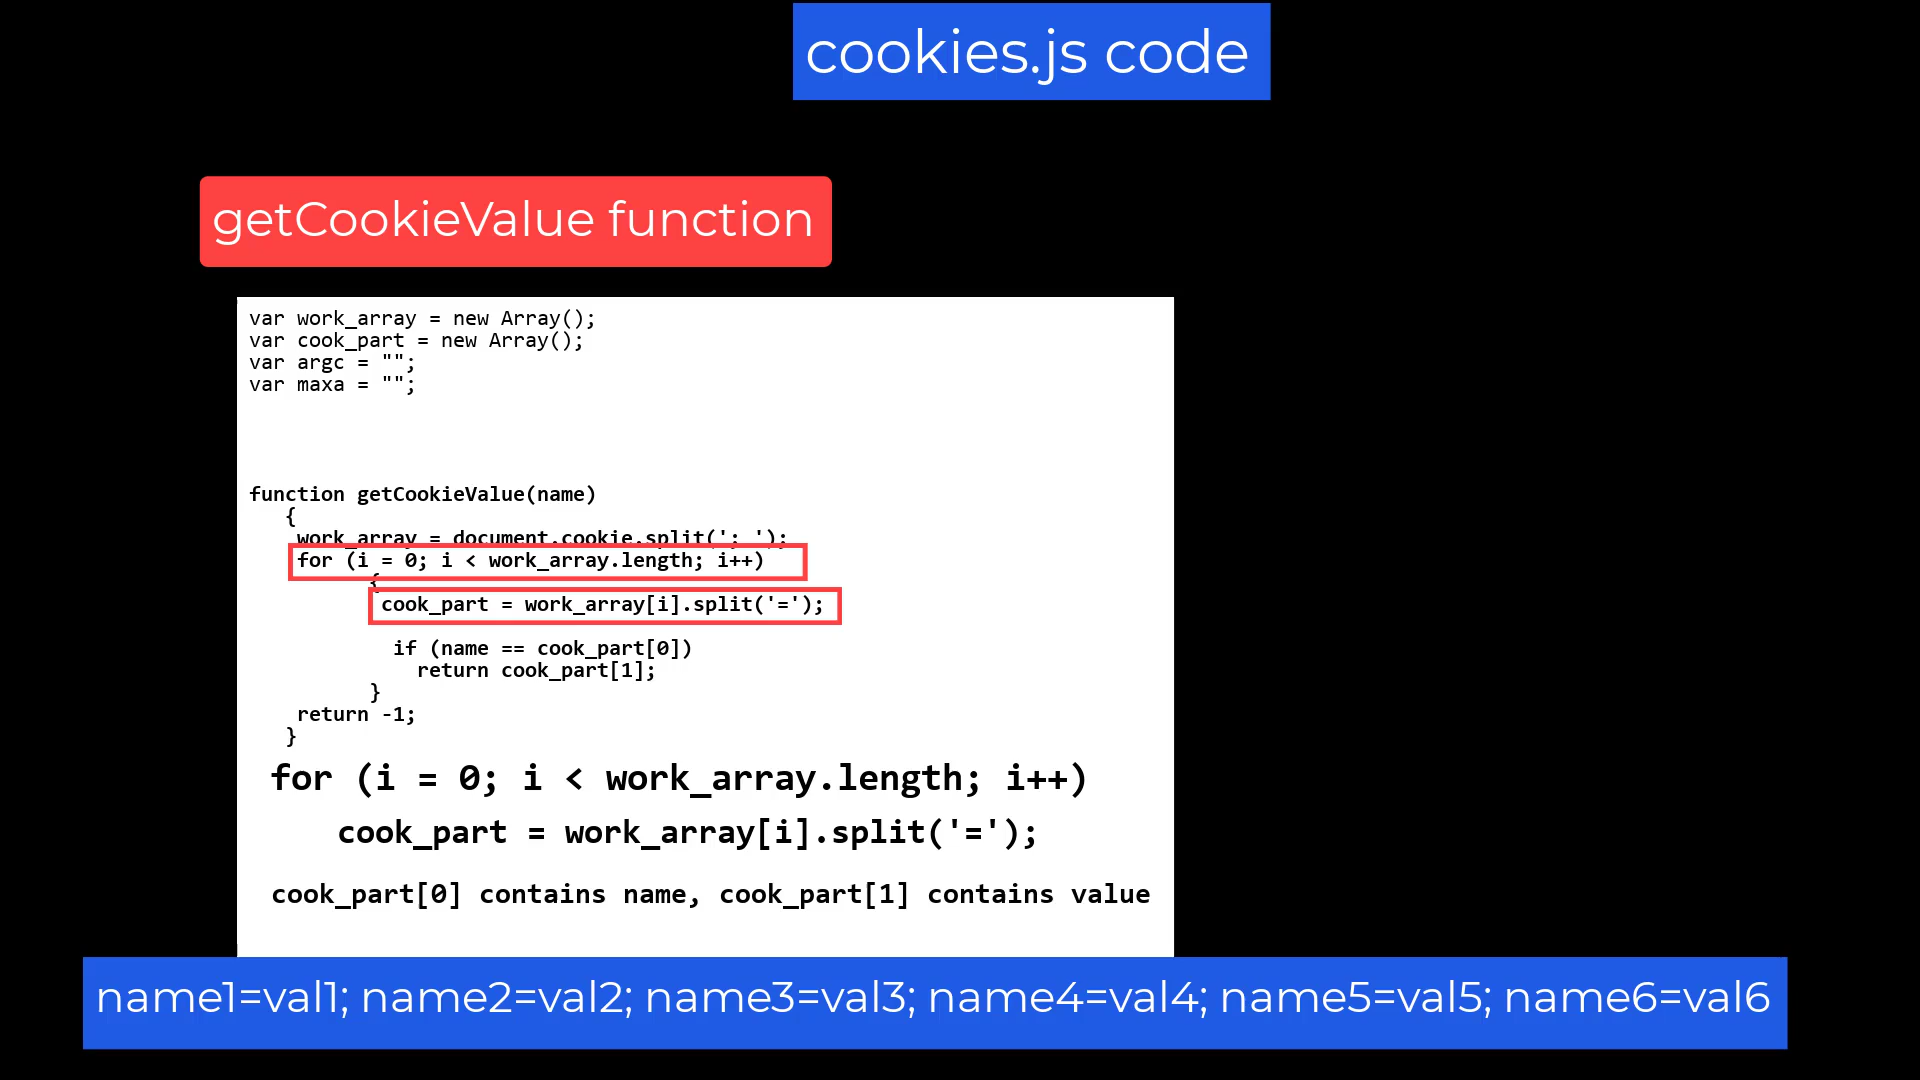 cookies.js code
getCookieValue function
var work_array = new Array();
var cook_part = new Array();
var argc = "";
var maxa = "";
function getCookieValue(name)
{
work_array = document.cookie.split('; ');
for (i = 0; i < work_array.length; i++)
{
cook_part = work_array[i].split('=');
if (name == cook_part[0])
return cook_part[1];
}
return -1;
}
for (i = 0; i < work_array.length; i++)
cook_part = work_array[i].split('=');
cook_part[0] contains name, cook_part[1] contains value
name1=val1; name2=val2; name3=val3; name4=val4; name5=val5; name6=val6